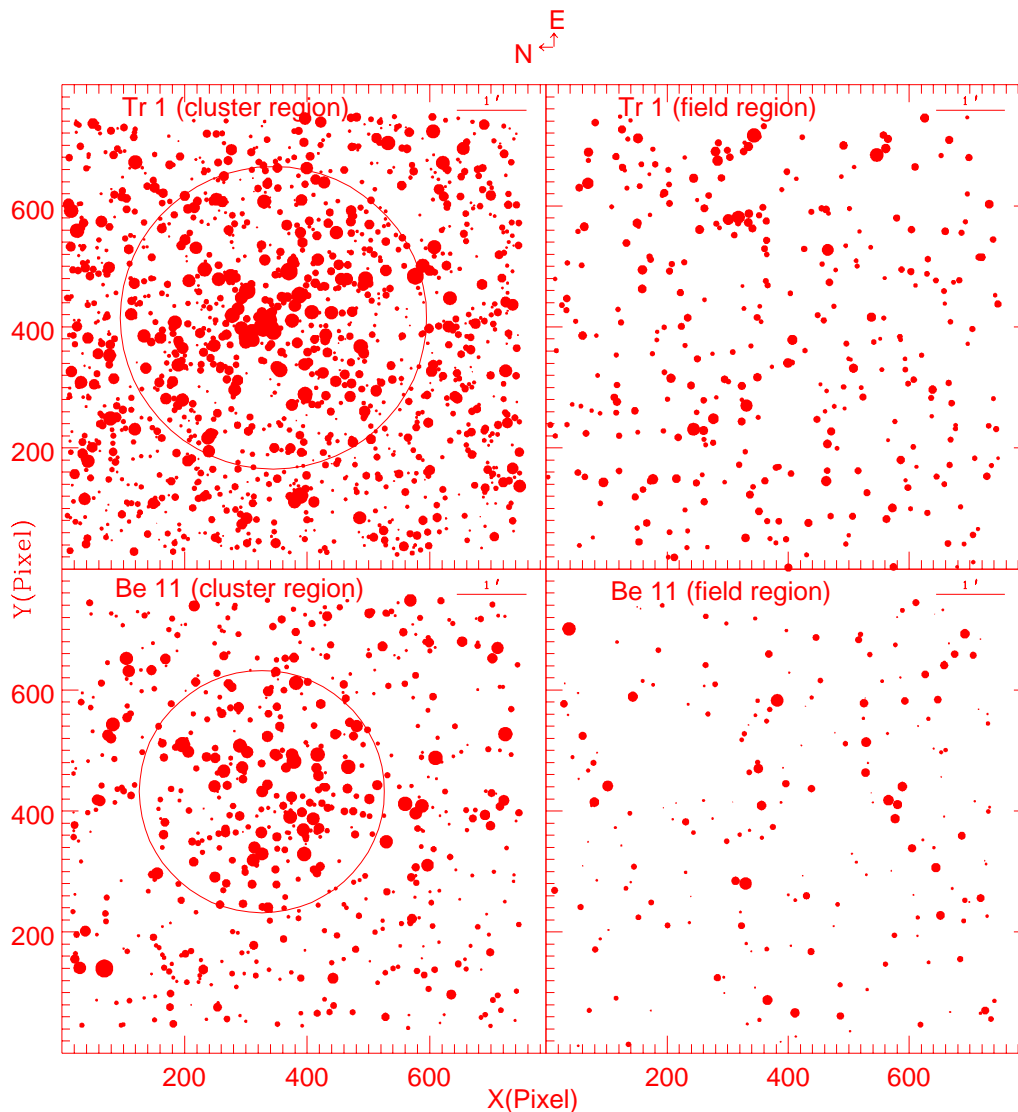 E
N
Tr 1 (cluster region)
1 '
Tr 1 (field region)
1 '
600
400
200
Y(Pixel)
Be 11 (cluster region)
1 '
Be 11 (field region)
1 '
600
400
200
200 400 600 200 400 600
X(Pixel)